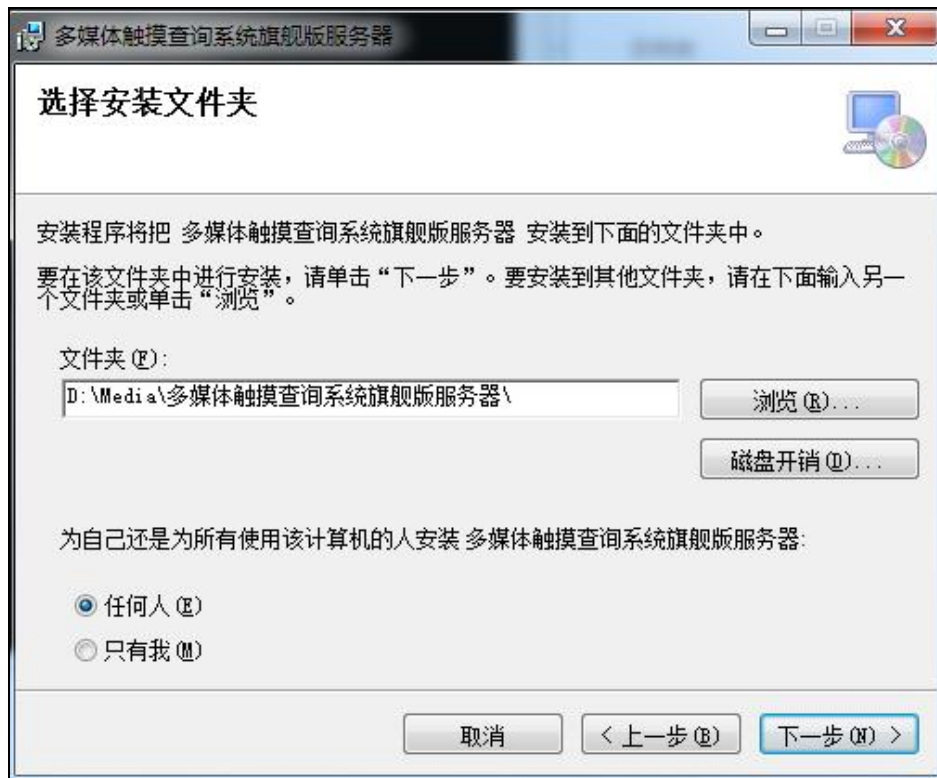 多媒体触摸查询系统旗舰版服务器
选择安装文件夹
安装程序将把 多媒体触摸查询系统旗舰版服务器 安装到下面的文件夹中。
要在该文件夹中进行安装，请单击“下一步”。要安装到其他文件夹，请在下面输入另一
个文件夹或单击“浏览”。
文件夹(F):
D:\Media\多媒体触摸查询系统旗舰版服务器\
浏览(R)...
磁盘开销(D)...
为自己还是为所有使用该计算机的人安装 多媒体触摸查询系统旗舰版服务器:
任何人(E)
只有我(M)
取消 < 上一步(B) 下一步(N) >